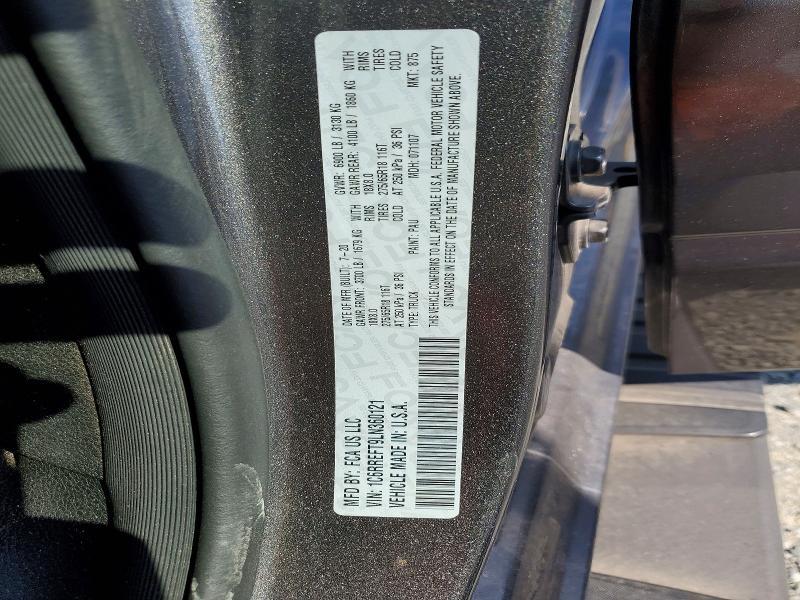 MFD BY: FCA US LLC
DATE OF MFR (BUILT): 7-20
GVWR: 6900 LB / 3130 KG
GAWR FRONT: 3700 LB / 1679 KG WITH
GAWR REAR: 4100 LB / 1860 KG WITH
18X8.0 RIMS
18X8.0 RIMS
275/65R18 116T TIRES
275/65R18 116T TIRES
AT 250 kPa / 36 PSI COLD
AT 250 kPa / 36 PSI COLD
VIN: 1C6RREFT9LN360121
TYPE: TRUCK
PAINT: PAU
MDH: 071107
MKT: 875
VEHICLE MADE IN: U.S.A.
THIS VEHICLE CONFORMS TO ALL APPLICABLE U.S.A. FEDERAL MOTOR VEHICLE SAFETY
STANDARDS IN EFFECT ON THE DATE OF MANUFACTURE SHOWN ABOVE.